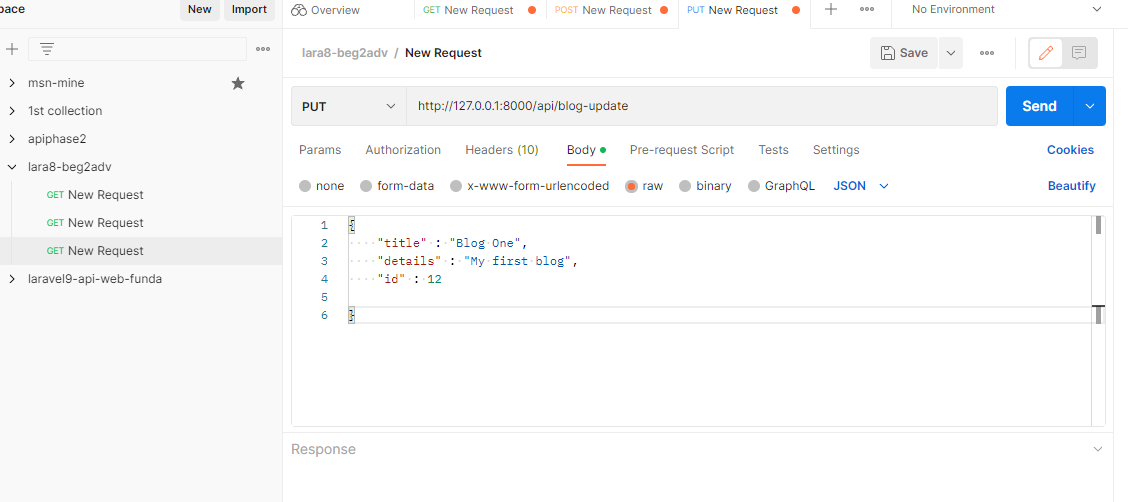 pace New Import
Overview GET New Request POST New Request PUT New Request No Environment
lara8-beg2adv / New Request Save
msn-mine
1st collection
apiphase2
lara8-beg2adv
GET New Request
GET New Request
GET New Request
laravel9-api-web-funda
PUT http://127.0.0.1:8000/api/blog-update Send
Params Authorization Headers (10) Body Pre-request Script Tests Settings Cookies
none form-data x-www-form-urlencoded raw binary GraphQL JSON Beautify
1 {
2 "title" : "Blog One",
3 "details" : "My first blog",
4 "id" : 12
5
6 }
Response